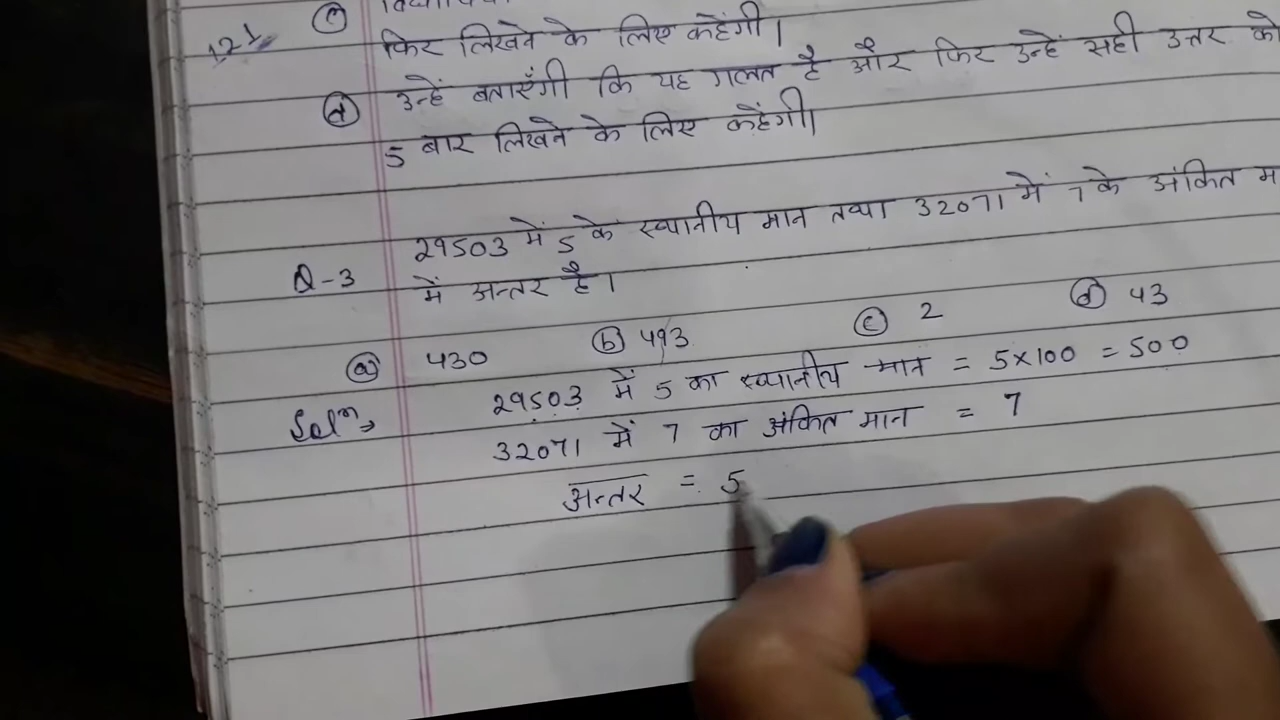 (c)
फिर लिखने के लिए कहेंगी।
(d) उन्हें बताएँगी कि यह गलत है और फिर उन्हें सही उत्तर को
5 बार लिखने के लिए कहेंगी।
Q-3 29503 में 5 के स्थानीय मान तथा 32071 में 7 के अंकित म
में अन्तर है।
(a) 430 (b) 493 (c) 2 (d) 43
Solⁿ→ 29503 में 5 का स्थानीय मान = 5×100 = 500
32071 में 7 का अंकित मान = 7
अन्तर = 5